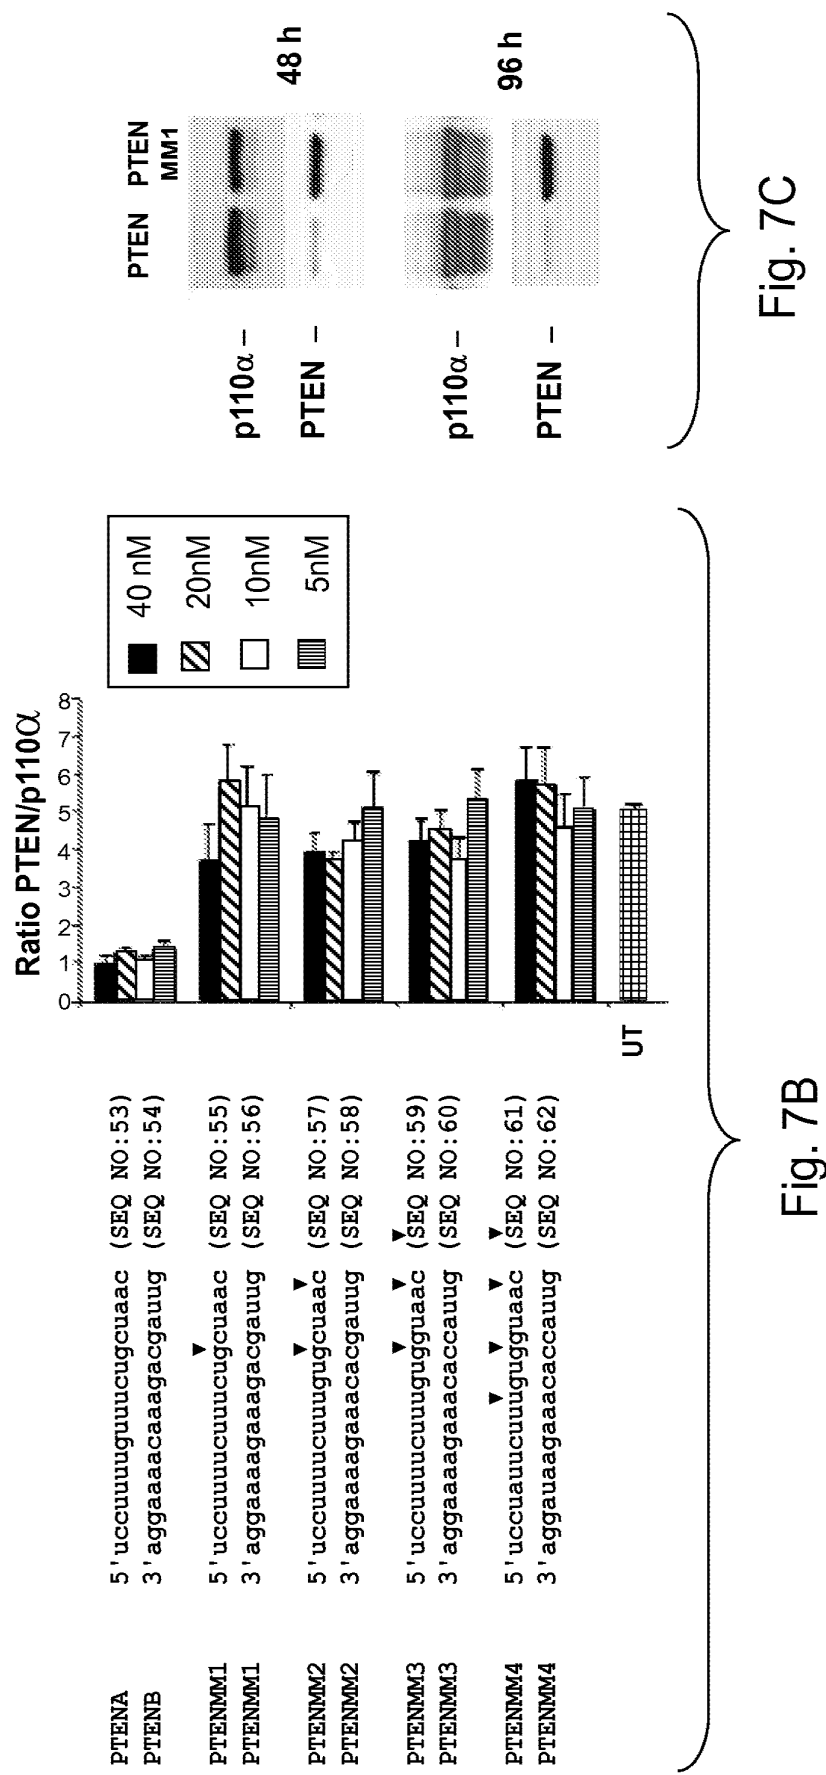 PTENA 5'uccuuuuguuucugcuaac (SEQ NO:53)
PTENB 3'aggaaaacaaagacgauug (SEQ NO:54)
PTENMM1 5'uccuuuucuuucugcuaac (SEQ NO:55)
PTENMM1 3'aggaaaagaaagacgauug (SEQ NO:56)
PTENMM2 5'uccuuuucuuugugcuaac (SEQ NO:57)
PTENMM2 3'aggaaaagaaacacgauug (SEQ NO:58)
PTENMM3 5'uccuuuucuuugugguaac (SEQ NO:59)
PTENMM3 3'aggaaaagaaacaccauug (SEQ NO:60)
PTENMM4 5'uccuauucuuugugguaac (SEQ NO:61)
PTENMM4 3'aggauaagaaacaccauug (SEQ NO:62)
UT
Ratio PTEN/p110α
0 1 2 3 4 5 6 7 8
40 nM
20nM
10nM
5nM
Fig. 7B
PTEN PTEN MM1
p110α –
PTEN –
48 h
p110α –
PTEN –
96 h
Fig. 7C